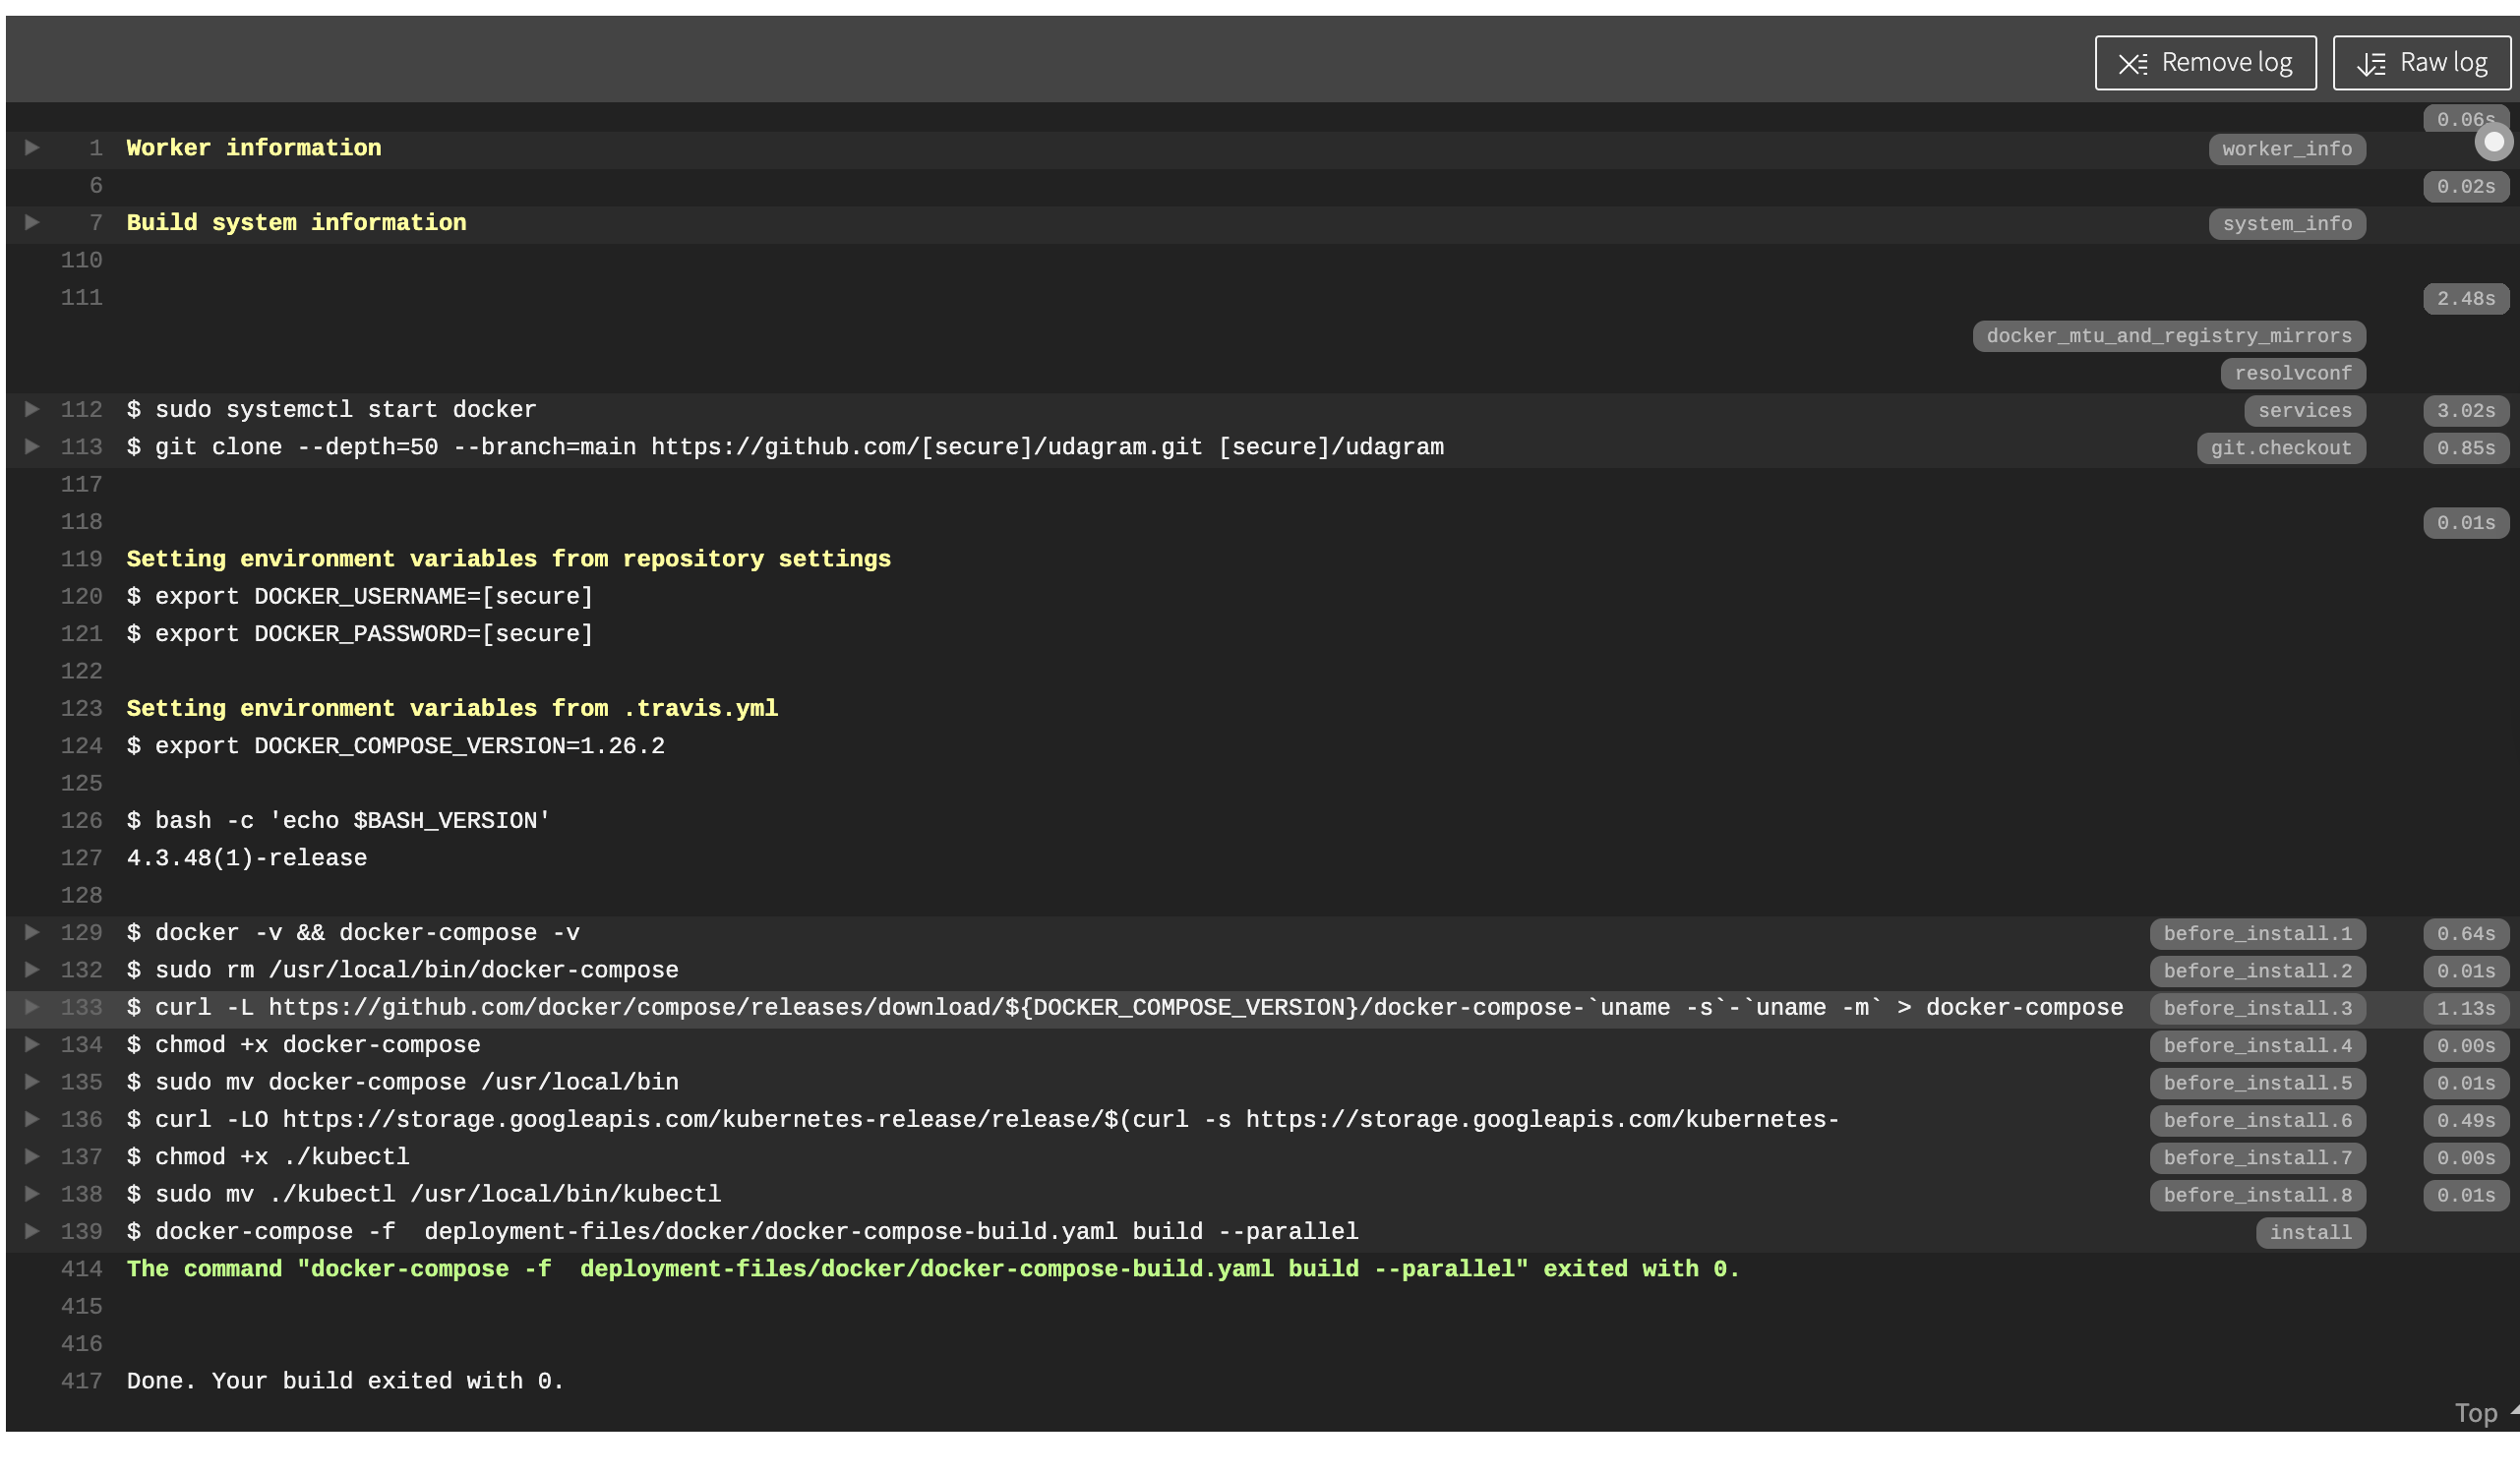 Remove log Raw log
0.06s
1 Worker information worker_info
6 0.02s
7 Build system information system_info
110
111 2.48s
docker_mtu_and_registry_mirrors
resolvconf
112 $ sudo systemctl start docker services 3.02s
113 $ git clone --depth=50 --branch=main https://github.com/[secure]/udagram.git [secure]/udagram git.checkout 0.85s
117
118 0.01s
119 Setting environment variables from repository settings
120 $ export DOCKER_USERNAME=[secure]
121 $ export DOCKER_PASSWORD=[secure]
122
123 Setting environment variables from .travis.yml
124 $ export DOCKER_COMPOSE_VERSION=1.26.2
125
126 $ bash -c 'echo $BASH_VERSION'
127 4.3.48(1)-release
128
129 $ docker -v && docker-compose -v before_install.1 0.64s
132 $ sudo rm /usr/local/bin/docker-compose before_install.2 0.01s
133 $ curl -L https://github.com/docker/compose/releases/download/${DOCKER_COMPOSE_VERSION}/docker-compose-`uname -s`-`uname -m` > docker-compose before_install.3 1.13s
134 $ chmod +x docker-compose before_install.4 0.00s
135 $ sudo mv docker-compose /usr/local/bin before_install.5 0.01s
136 $ curl -LO https://storage.googleapis.com/kubernetes-release/release/$(curl -s https://storage.googleapis.com/kubernetes- before_install.6 0.49s
137 $ chmod +x ./kubectl before_install.7 0.00s
138 $ sudo mv ./kubectl /usr/local/bin/kubectl before_install.8 0.01s
139 $ docker-compose -f  deployment-files/docker/docker-compose-build.yaml build --parallel install
414 The command "docker-compose -f  deployment-files/docker/docker-compose-build.yaml build --parallel" exited with 0.
415
416
417 Done. Your build exited with 0.
Top